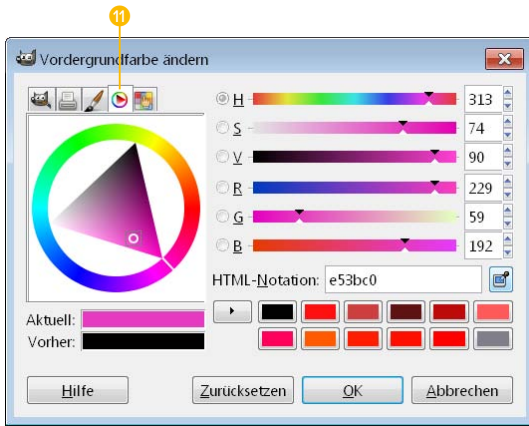 11
Vordergrundfarbe ändern
H 313
S 74
V 90
R 229
G 59
B 192
HTML-Notation: e53bc0
Aktuell:
Vorher:
Hilfe Zurücksetzen OK Abbrechen